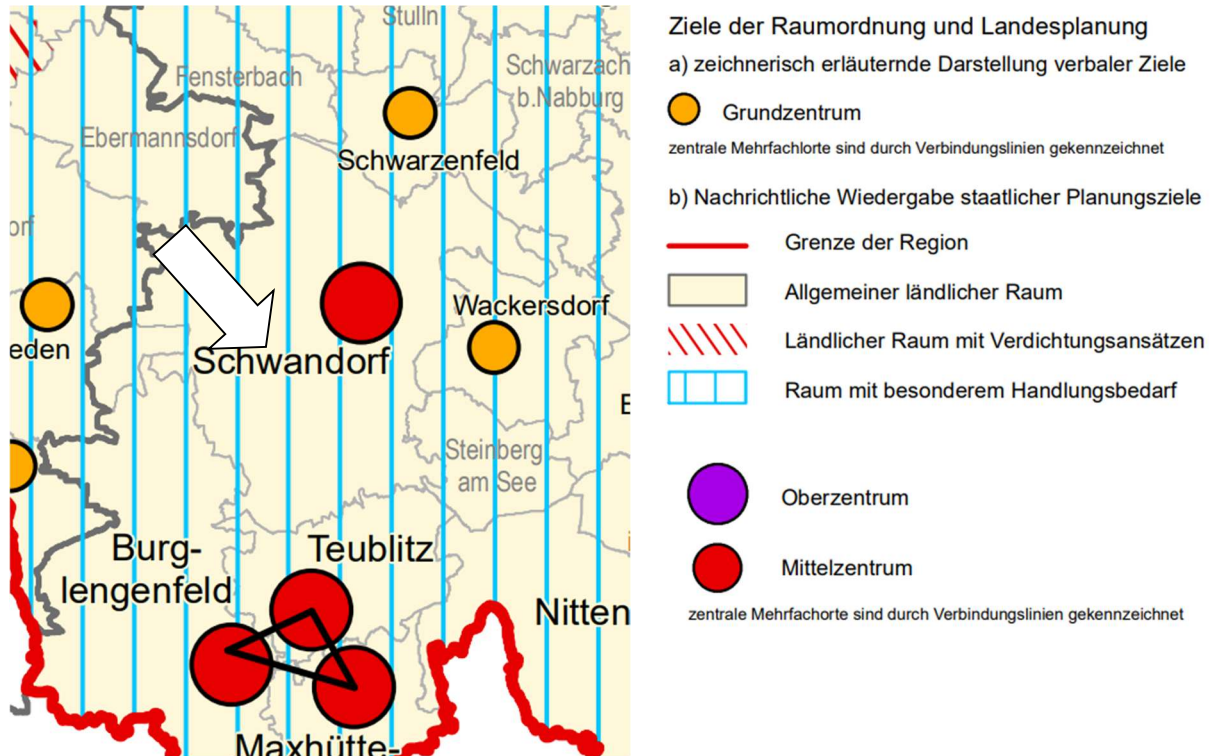 Stulln
Fensterbach
Schwarzach
b.Nabburg
Ebermannsdorf
Schwarzenfeld
orf
Wackersdorf
eden
Schwandorf
E
Steinberg
am See
Burg-
lengenfeld
Teublitz
Nitten
Maxhütte-
Ziele der Raumordnung und Landesplanung
a) zeichnerisch erläuternde Darstellung verbaler Ziele
Grundzentrum
zentrale Mehrfachlorte sind durch Verbindungslinien gekennzeichnet
b) Nachrichtliche Wiedergabe staatlicher Planungsziele
Grenze der Region
Allgemeiner ländlicher Raum
Ländlicher Raum mit Verdichtungsansätzen
Raum mit besonderem Handlungsbedarf
Oberzentrum
Mittelzentrum
zentrale Mehrfachorte sind durch Verbindungslinien gekennzeichnet